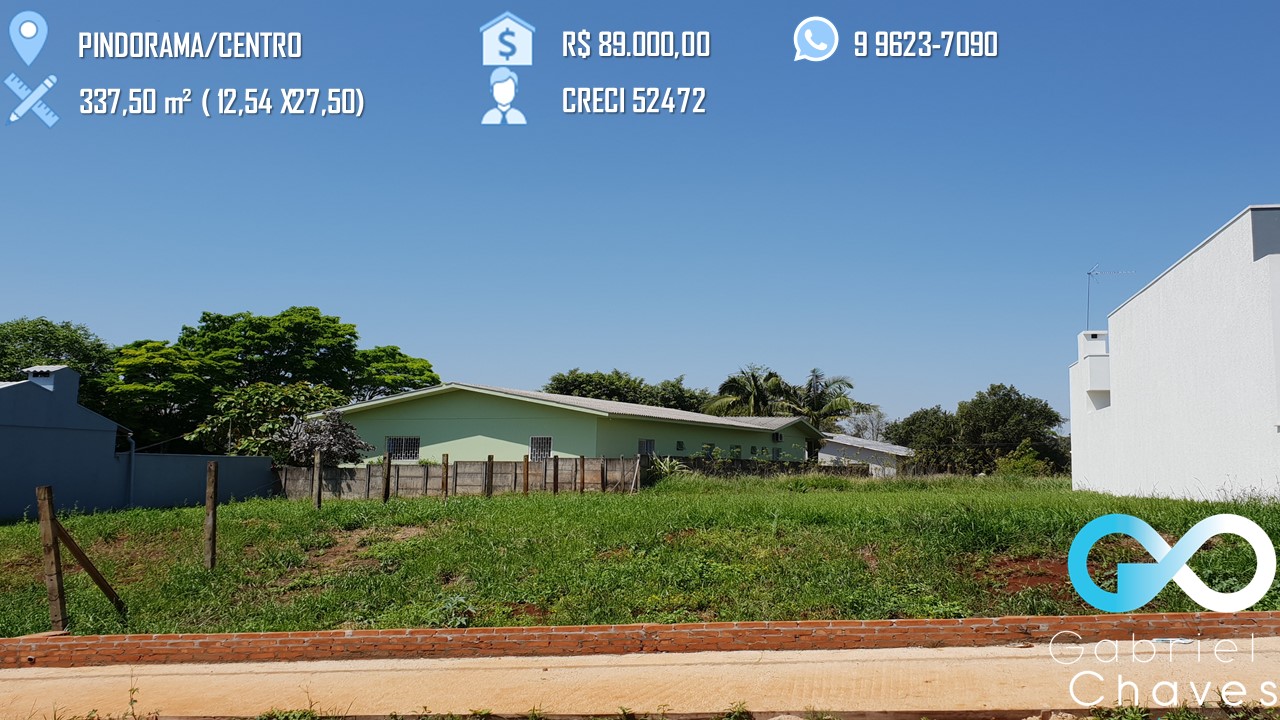 PINDORAMA/CENTRO
337,50 m² ( 12,54 X27,50)
R$ 89.000,00
CRECI 52472
9 9623-7090
Gabriel
Chaves